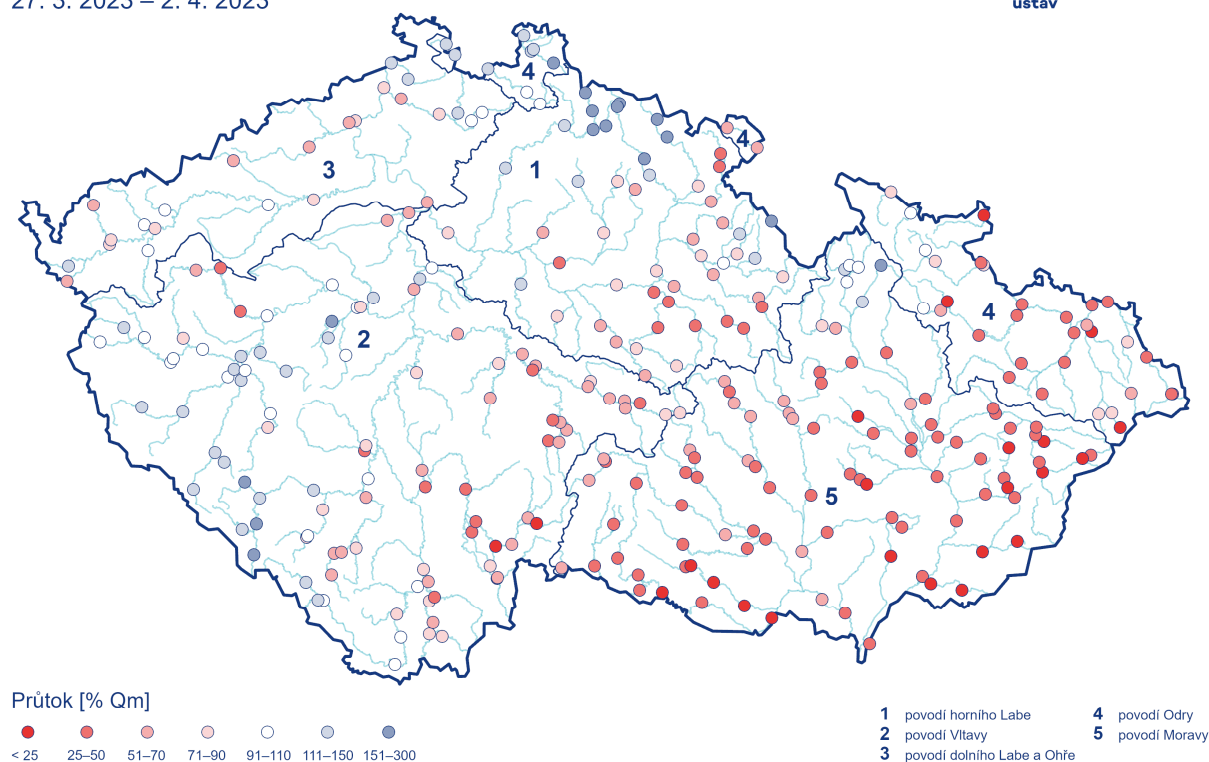 27. 3. 2023 – 2. 4. 2023
ústav
4
4
3
1
4
2
5
Průtok [% Qm]
< 25 25–50 51–70 71–90 91–110 111–150 151–300
1 povodí horního Labe
2 povodí Vltavy
3 povodí dolního Labe a Ohře
4 povodí Odry
5 povodí Moravy